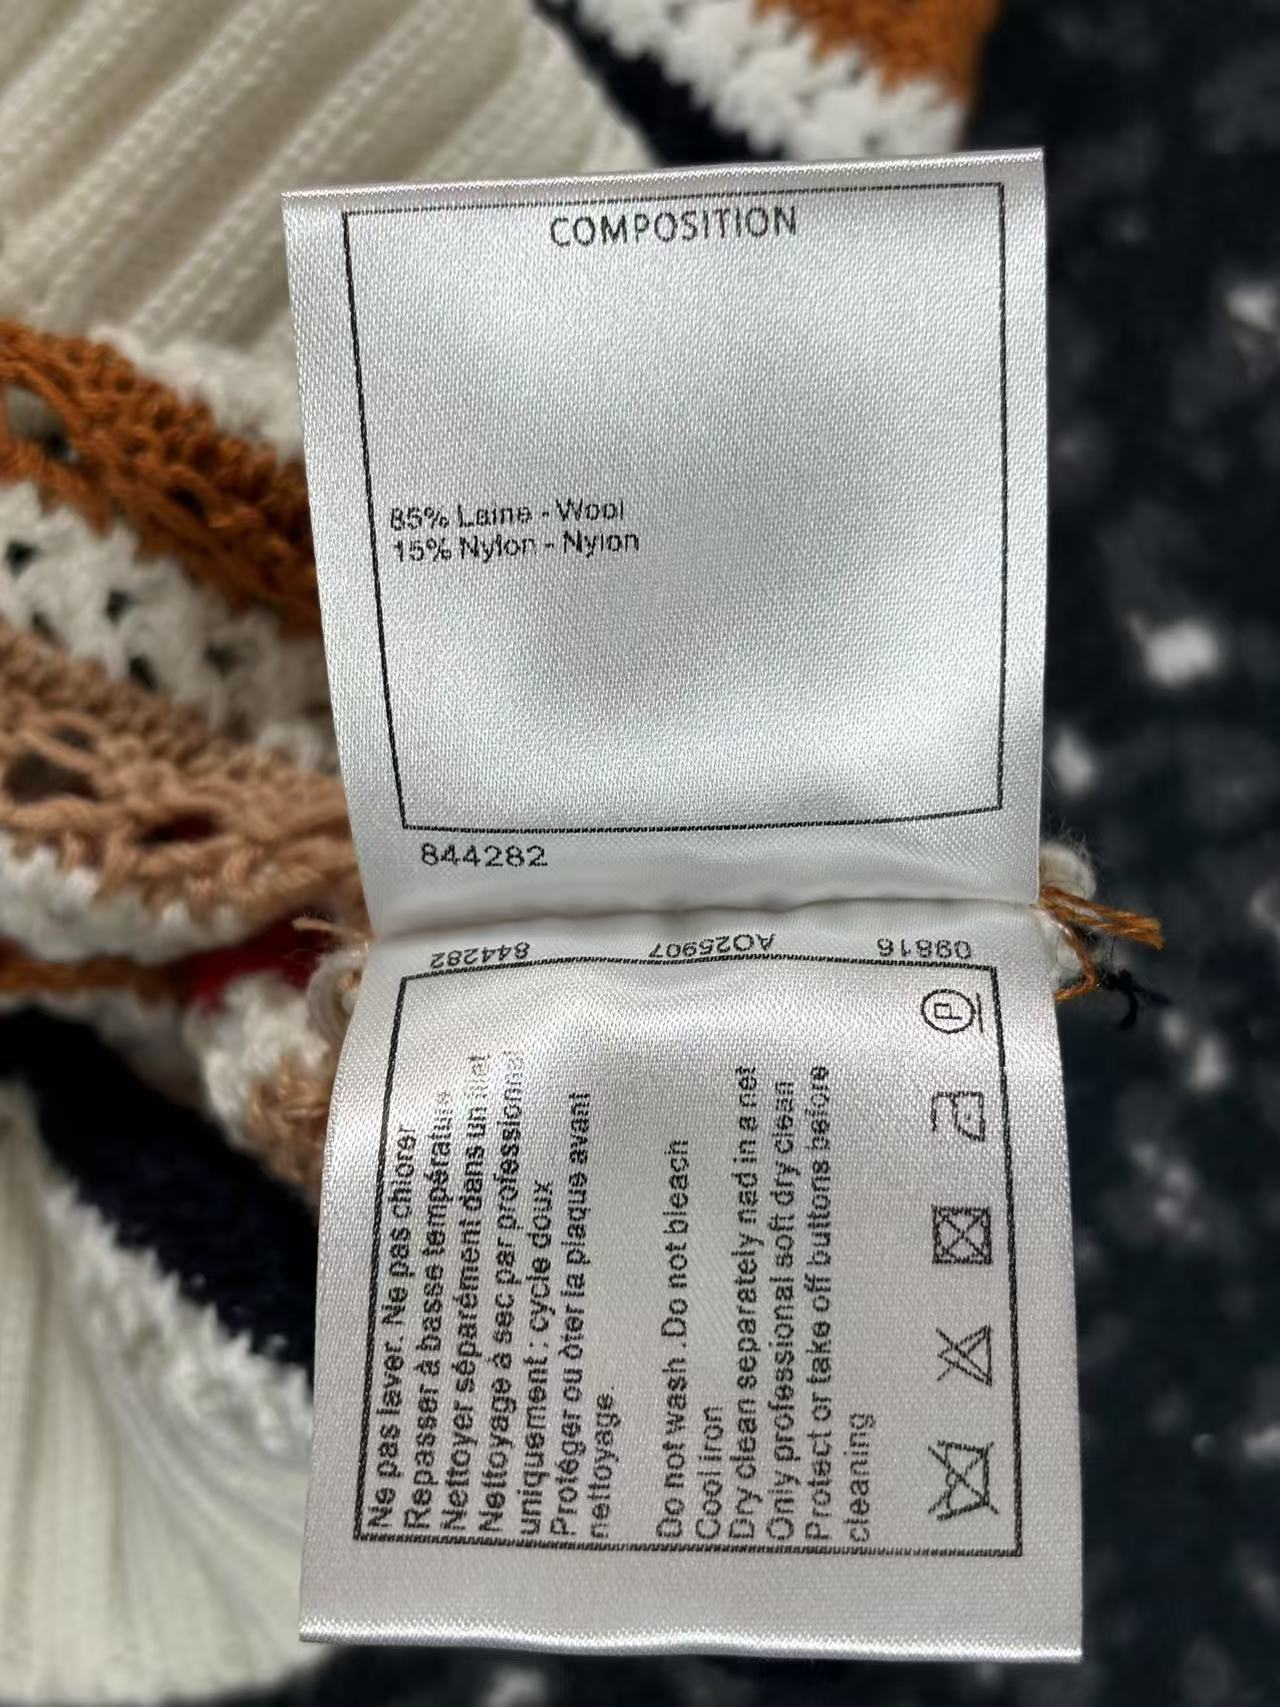 COMPOSITION
85% Laine - Wool
15% Nylon - Nylon
844282
844282 AO25907 09816
Ne pas laver. Ne pas chlorer
Repasser à basse température
Nettoyer séparément dans un filet
Nettoyage à sec par professionnel
uniquement : cycle doux
Protéger ou òter la plaque avant
nettoyage.
Do not wash .Do not bleach
Cool iron
Dry clean separately nad in a net
Only professional soft dry clean
Protect or take off buttons before
cleaning
P